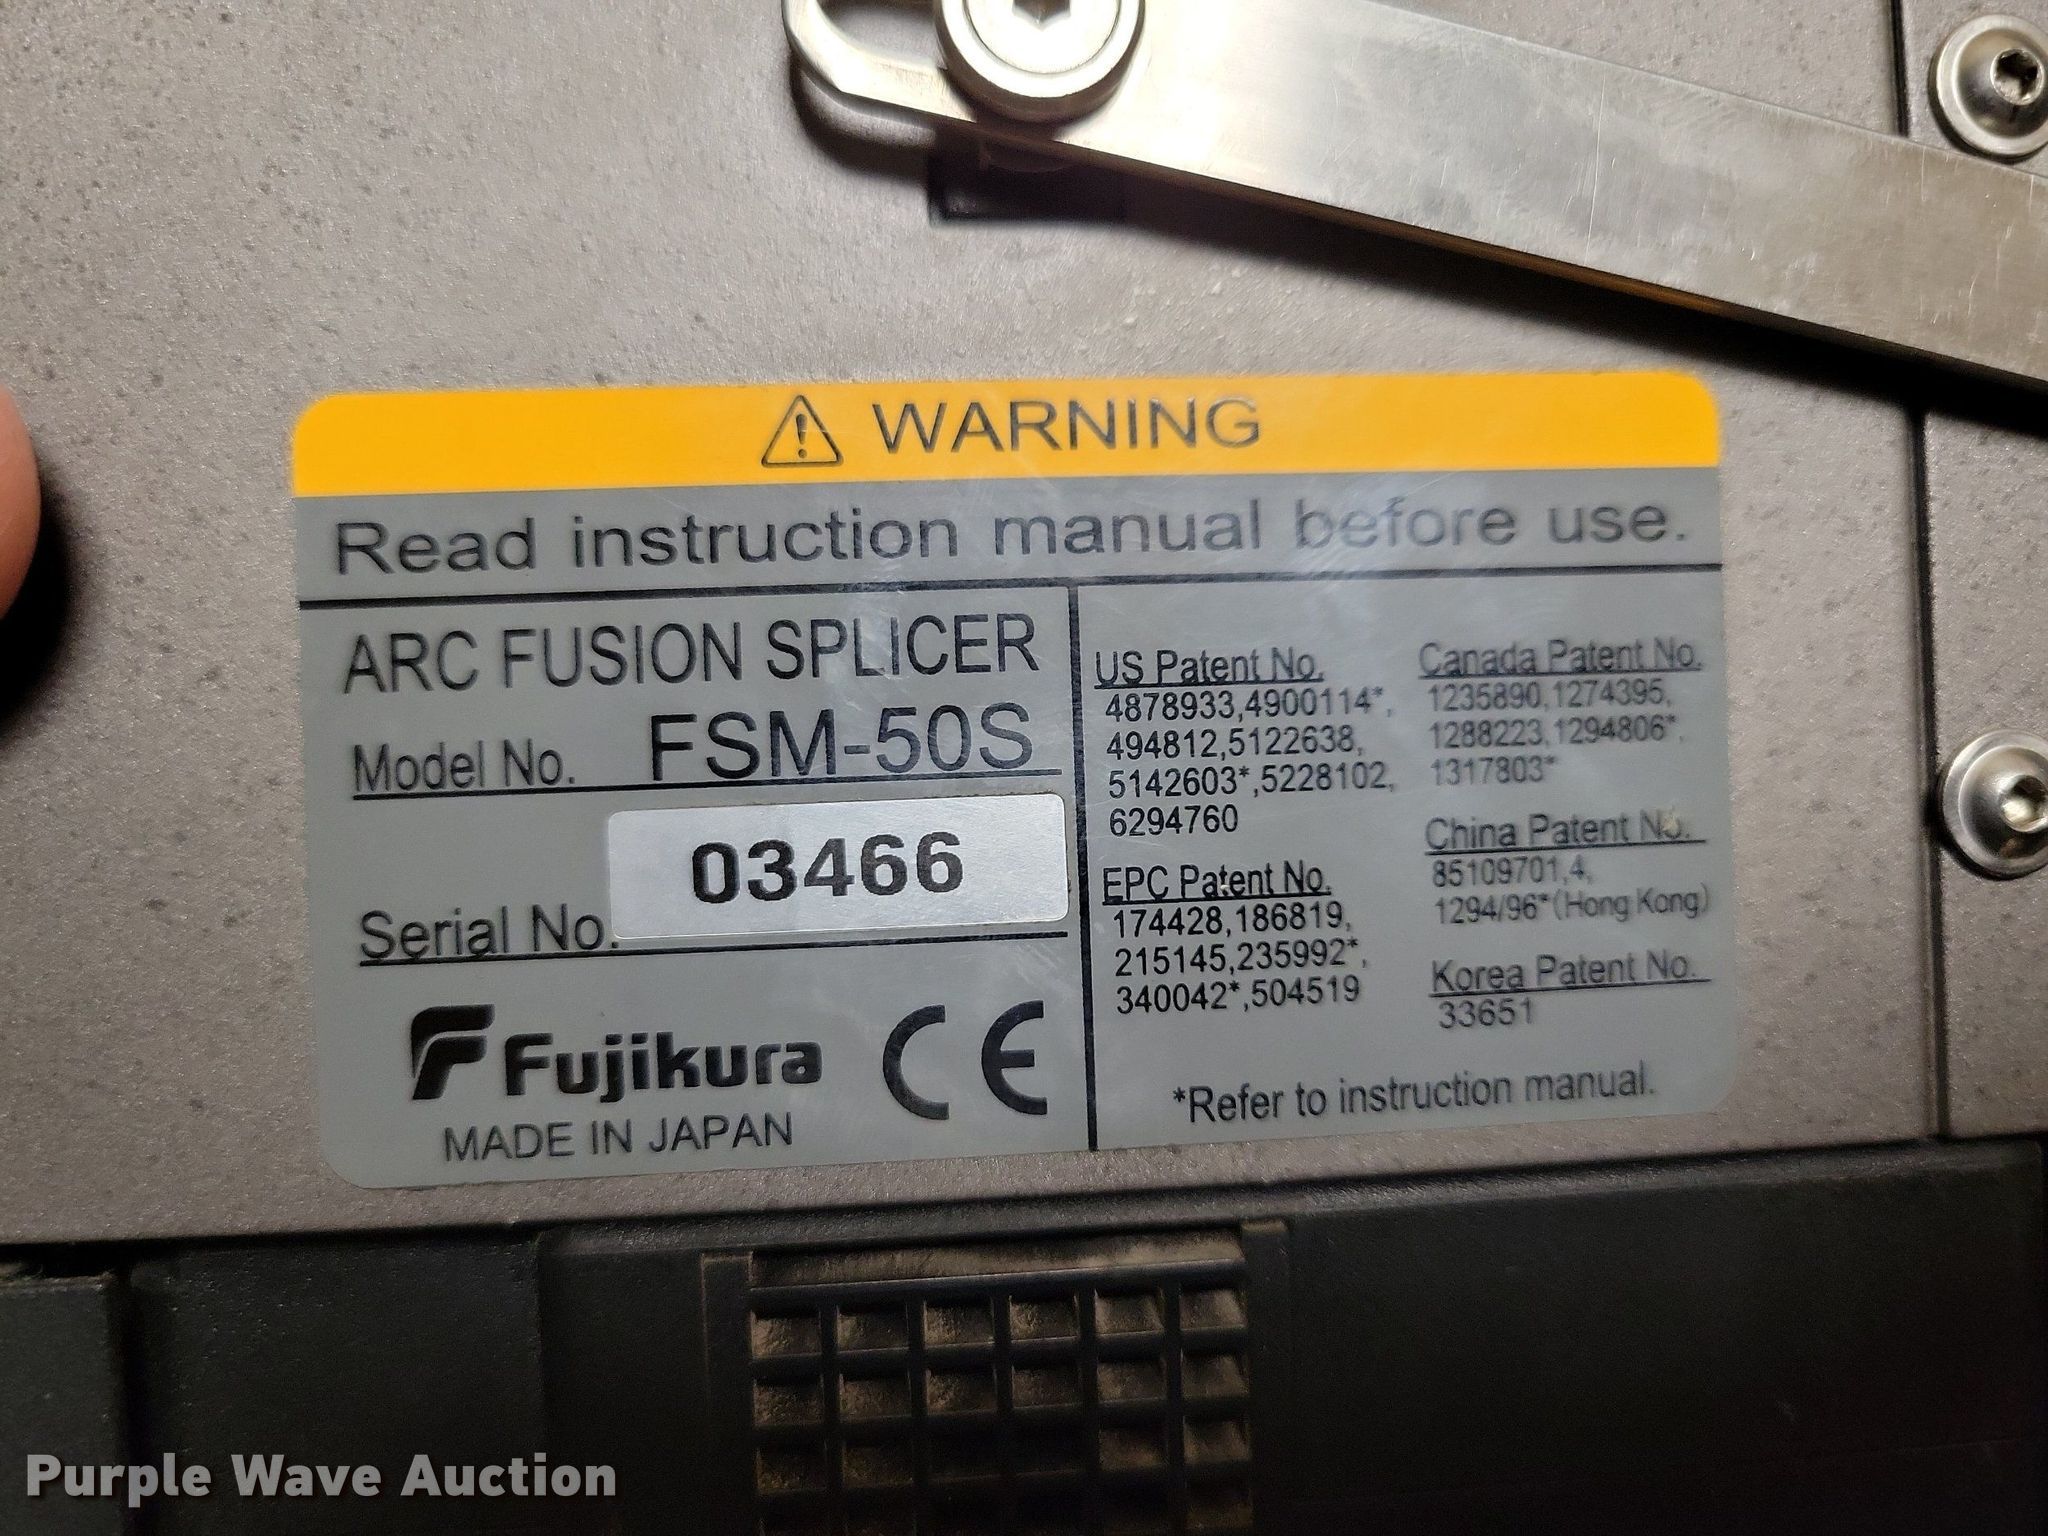 WARNING
Read instruction manual before use.
ARC FUSION SPLICER
Model No. FSM-50S
Serial No. 03466
Fujikura CE
MADE IN JAPAN
US Patent No.
4878933,4900114*,
494812,5122638,
5142603*,5228102,
6294760
EPC Patent No.
174428,186819,
215145,235992*,
340042*,504519
Canada Patent No.
1235890,1274395,
1288223,1294806*,
1317803*
China Patent No.
85109701,4,
1294/96*(Hong Kong)
Korea Patent No.
33651
*Refer to instruction manual.
Purple Wave Auction